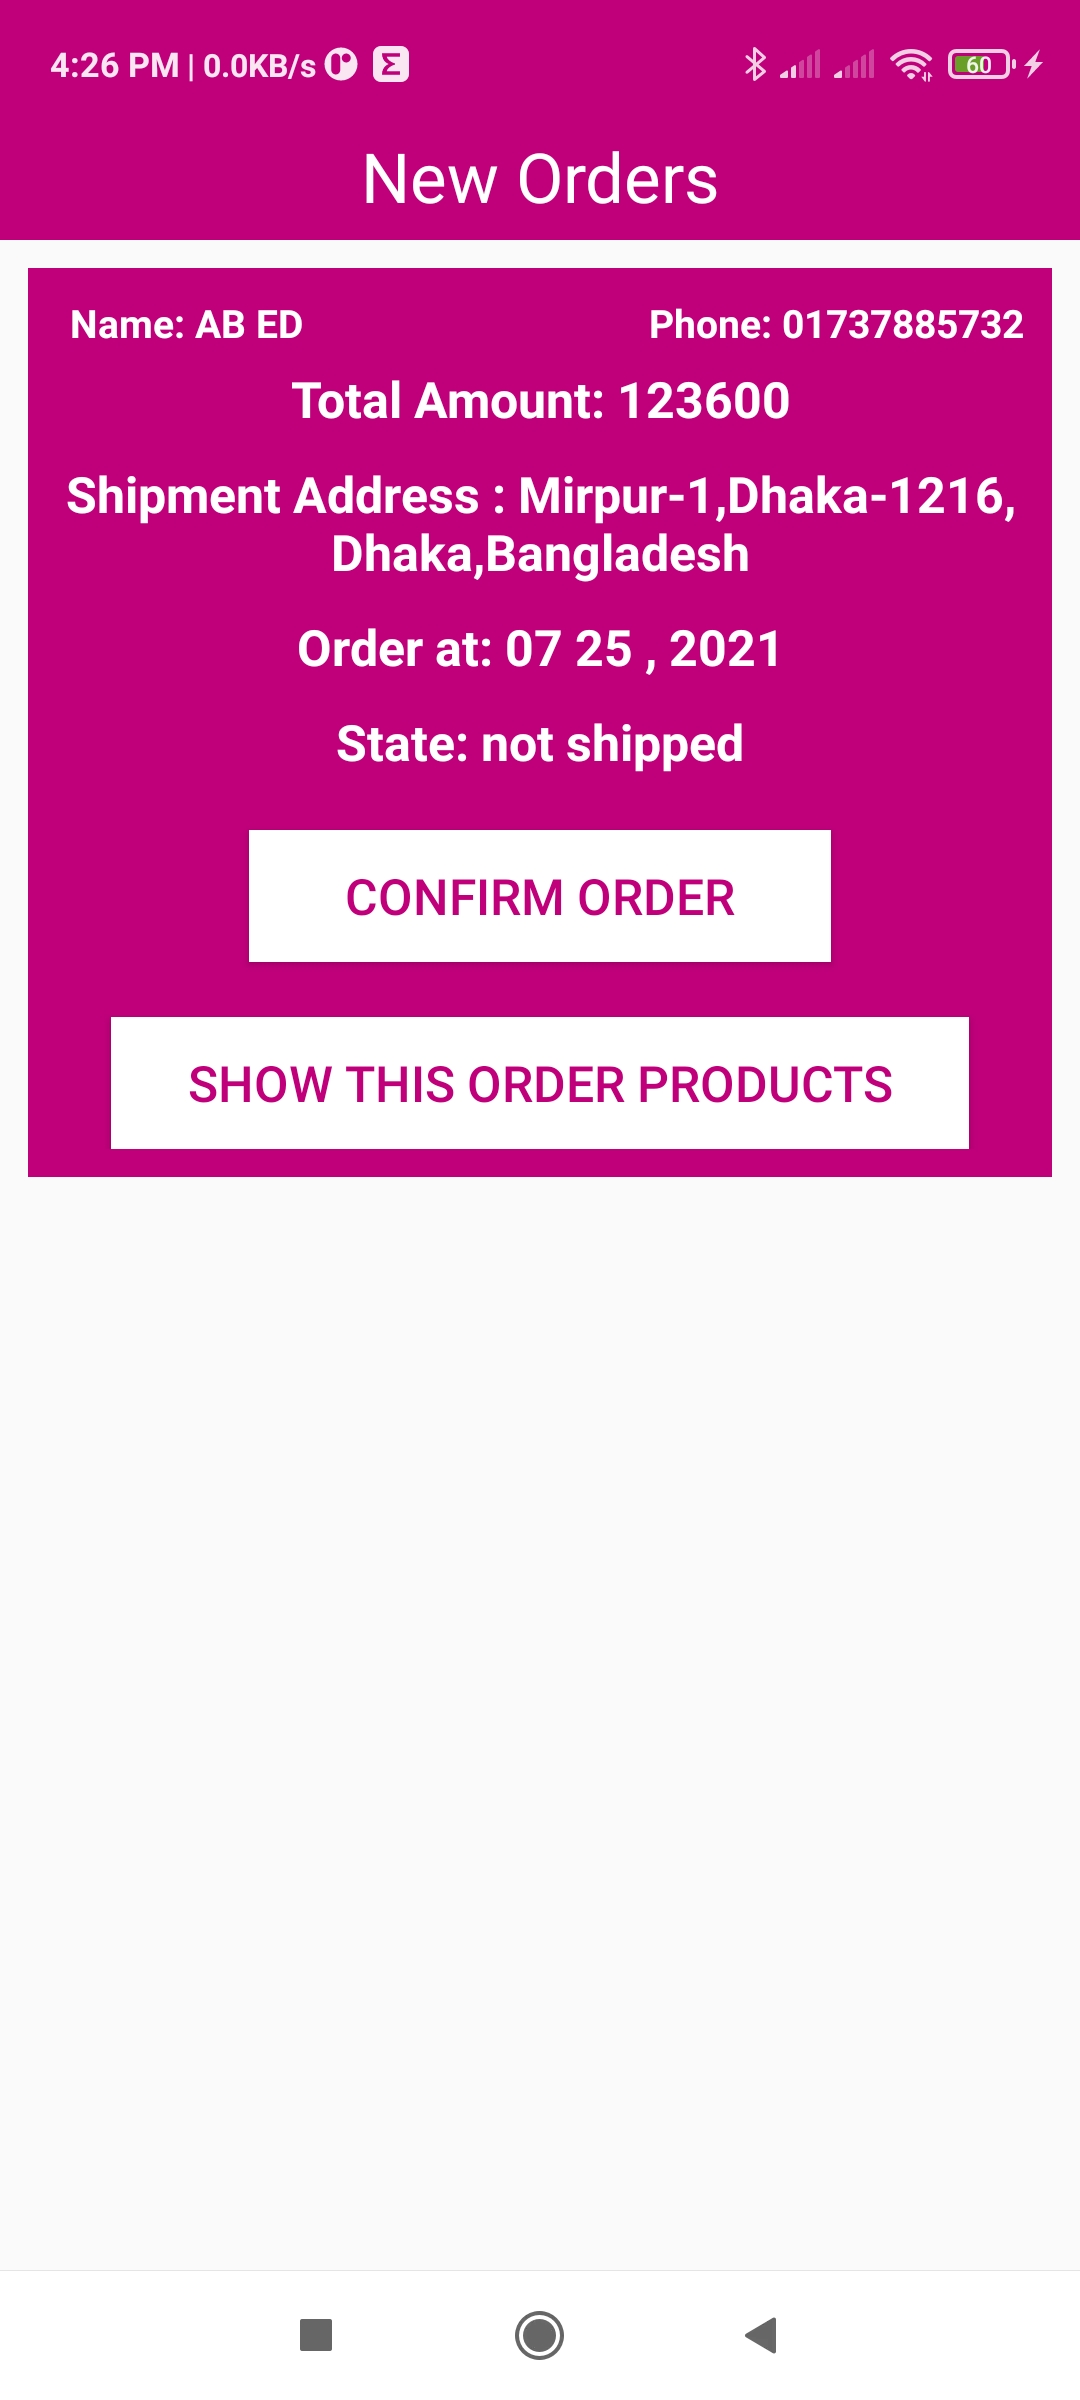 4:26 PM | 0.0KB/s
60
New Orders
Name: AB ED
Phone: 01737885732
Total Amount: 123600
Shipment Address : Mirpur-1,Dhaka-1216,
Dhaka,Bangladesh
Order at: 07 25 , 2021
State: not shipped
CONFIRM ORDER
SHOW THIS ORDER PRODUCTS